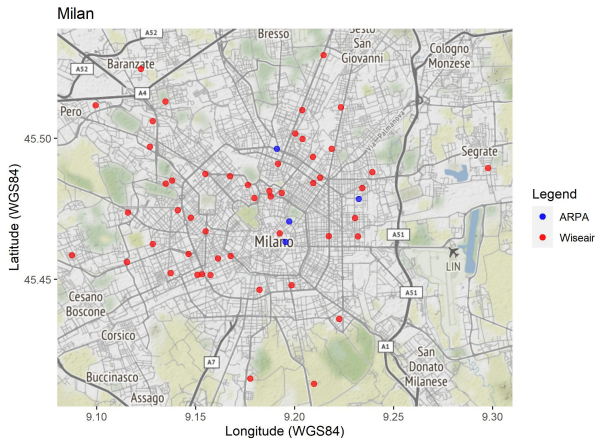 Milan
Bresso
Sesto
San
Giovanni
Cologno
Monzese
A52
A52
Baranzate
A4
Pero
via Palmanova
Segrate
45.50
45.45
Latitude (WGS84)
Milano
A51
LIN
A51
Cesano
Boscone
Corsico
A7
A1
San
Donato
Milanese
Buccinasco
Assago
9.10
9.15
9.20
9.25
9.30
Longitude (WGS84)
Legend
ARPA
Wiseair